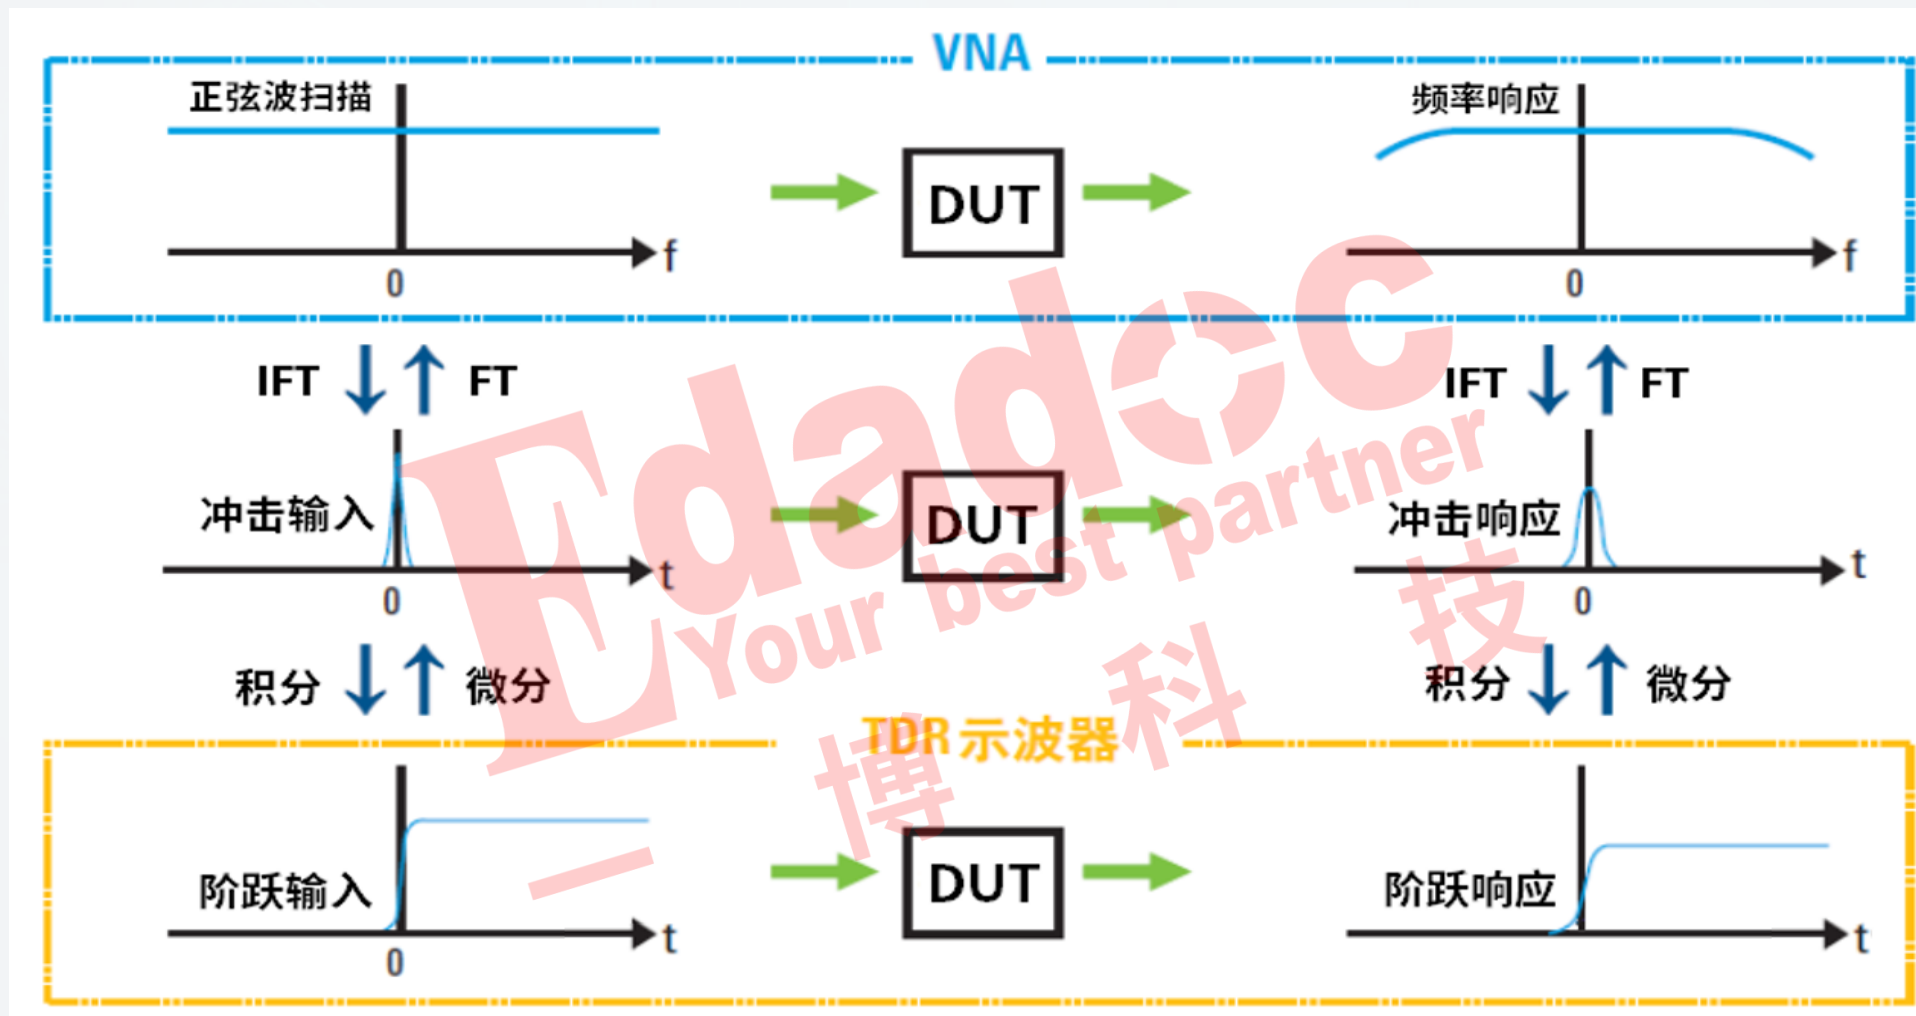 VNA
正弦波扫描
频率响应
DUT
f
f
0
0
IFT
FT
IFT
FT
冲击输入
DUT
冲击响应
t
t
0
0
积分
微分
积分
微分
TDR示波器
阶跃输入
DUT
阶跃响应
t
t
0
Edadoc
Your best partner
一博科技